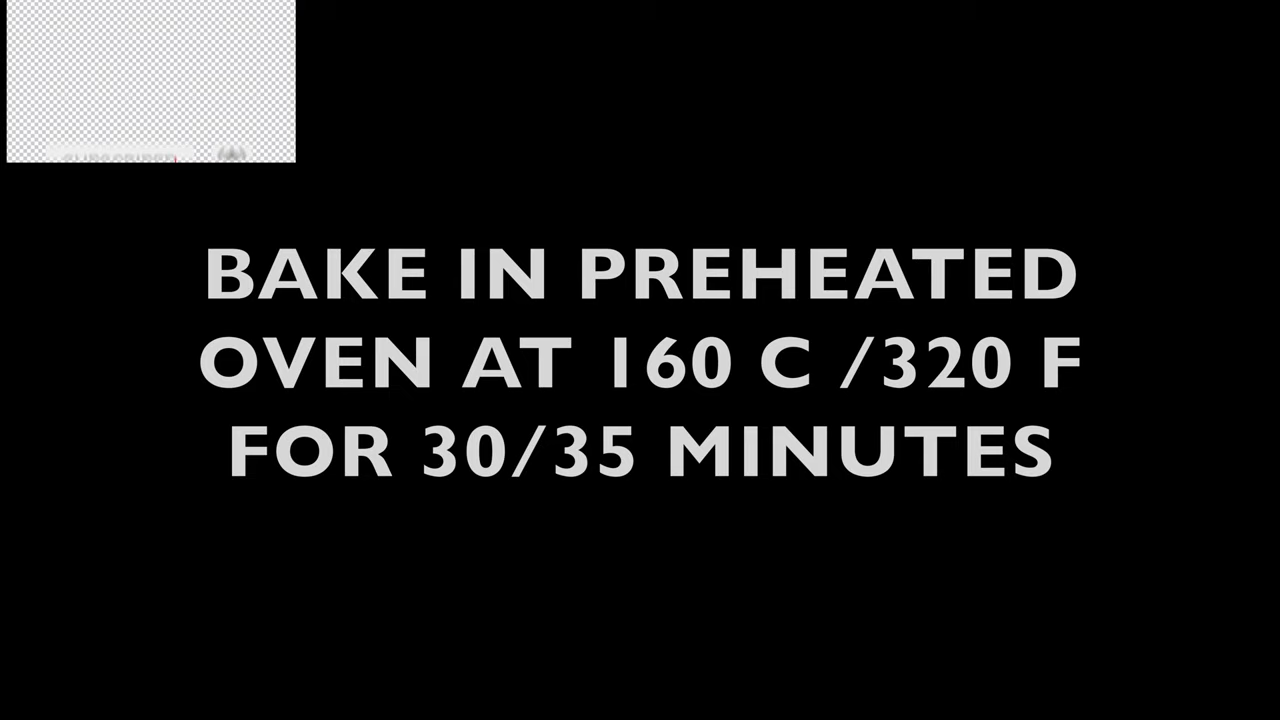 BAKE IN PREHEATED
OVEN AT 160 C /320 F
FOR 30/35 MINUTES